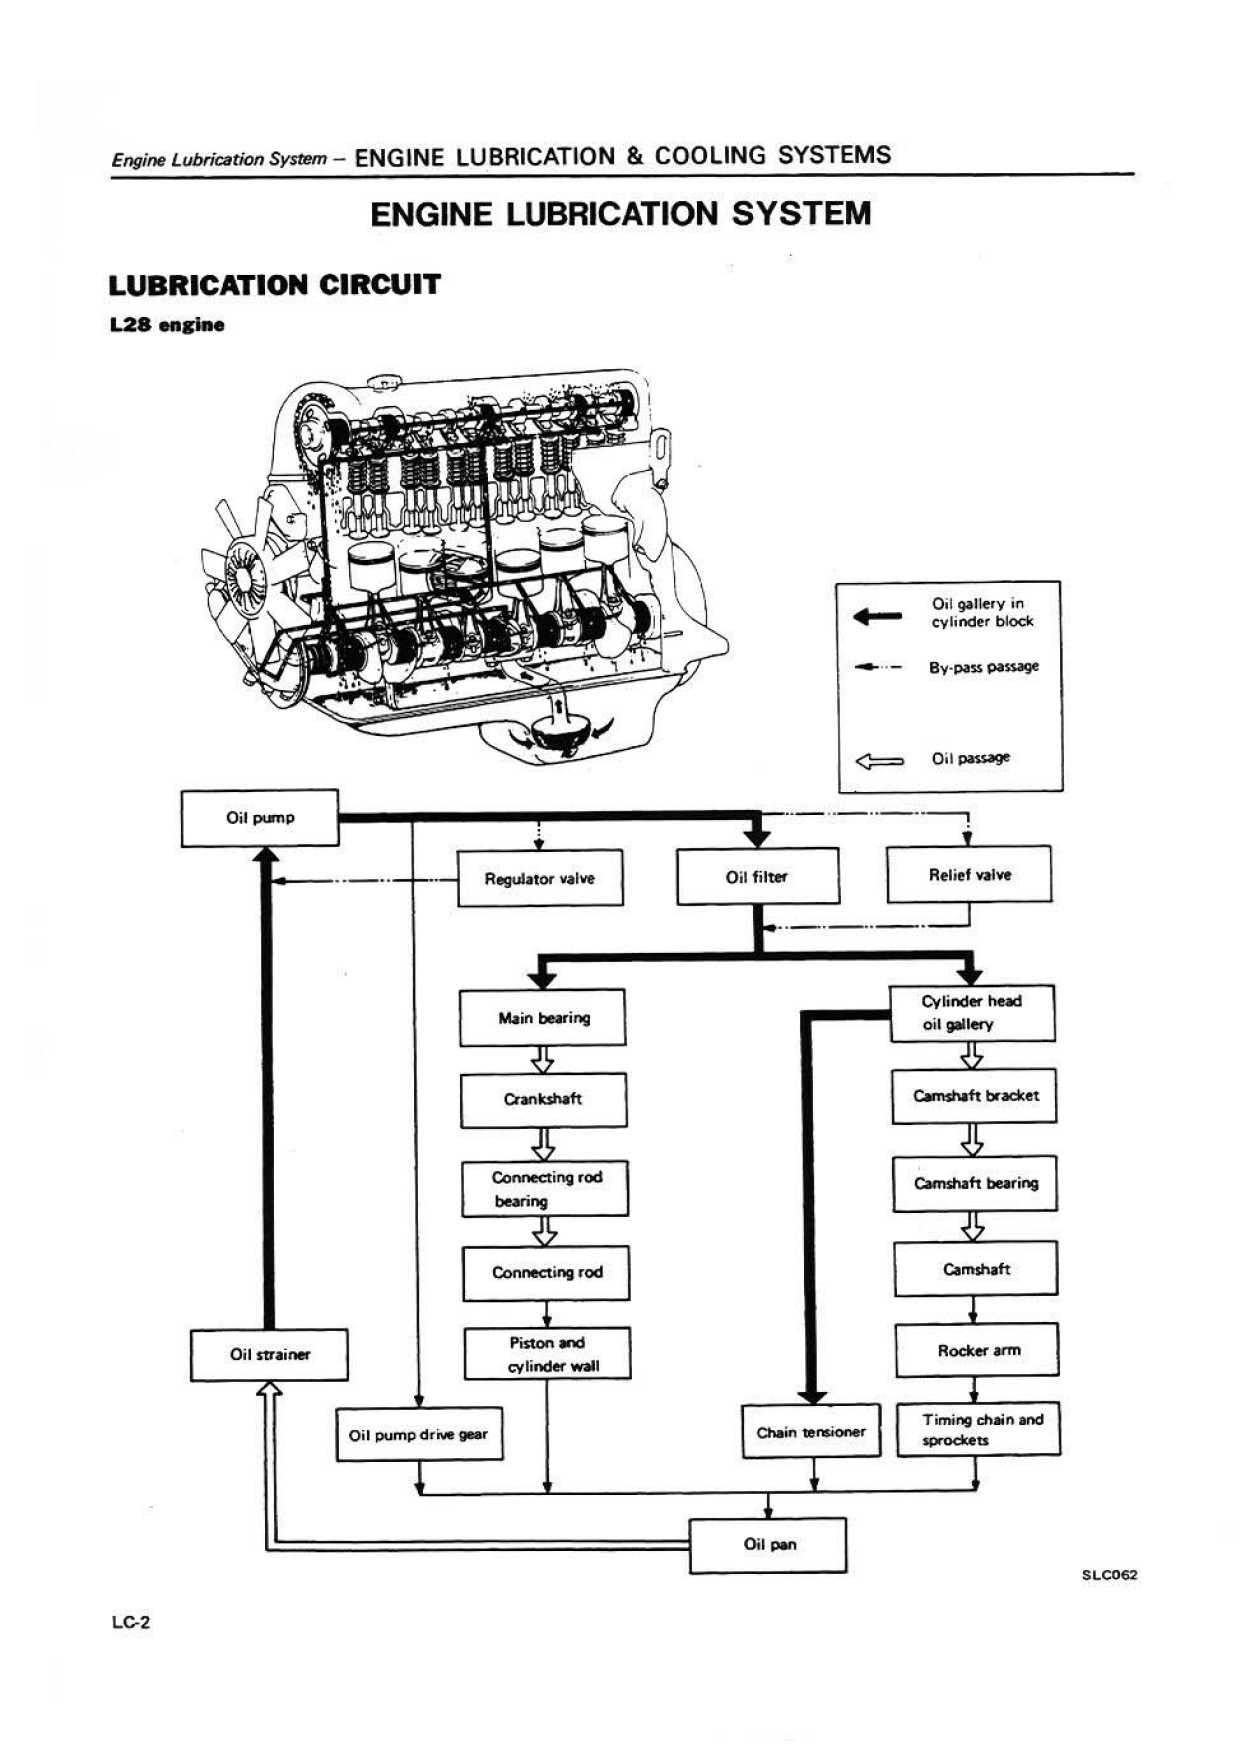 Engine Lubrication System – ENGINE LUBRICATION & COOLING SYSTEMS
ENGINE LUBRICATION SYSTEM
LUBRICATION CIRCUIT
L28 engine
Oil gallery in
cylinder block
By-pass passage
Oil passage
Oil pump
Regulator valve
Oil filter
Relief valve
Main bearing
Cylinder head
oil gallery
Crankshaft
Camshaft bracket
Connecting rod
bearing
Camshaft bearing
Connecting rod
Camshaft
Oil strainer
Piston and
cylinder wall
Rocker arm
Oil pump drive gear
Chain tensioner
Timing chain and
sprockets
Oil pan
SLC062
LC-2